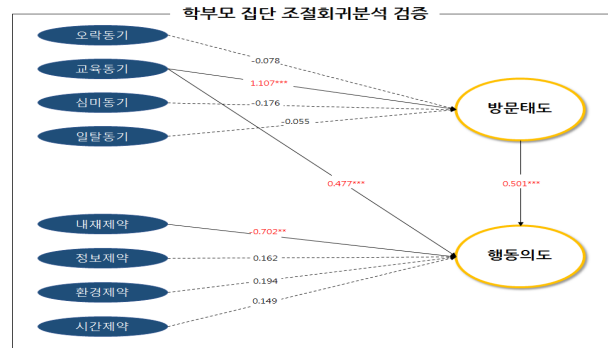 학부모 집단 조절회귀분석 검증
오락동기
교육동기
심미동기
일탈동기
-0.078
1.107***
-0.176
-0.055
방문태도
0.477***
0.501***
내재제약
정보제약
환경제약
시간제약
-0.702**
0.162
0.194
0.149
행동의도